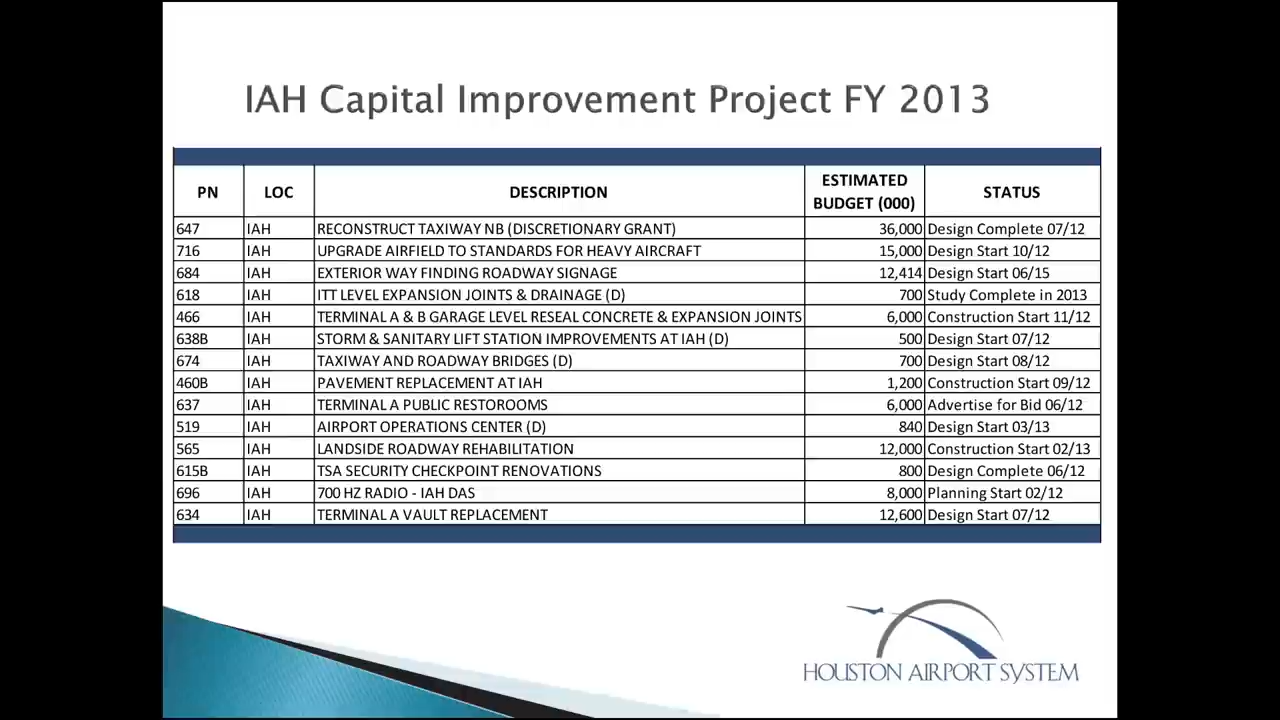 IAH Capital Improvement Project FY 2013
PN LOC DESCRIPTION ESTIMATED BUDGET (000) STATUS
647 IAH RECONSTRUCT TAXIWAY NB (DISCRETIONARY GRANT) 36,000 Design Complete 07/12
716 IAH UPGRADE AIRFIELD TO STANDARDS FOR HEAVY AIRCRAFT 15,000 Design Start 10/12
684 IAH EXTERIOR WAY FINDING ROADWAY SIGNAGE 12,414 Design Start 06/15
618 IAH ITT LEVEL EXPANSION JOINTS & DRAINAGE (D) 700 Study Complete in 2013
466 IAH TERMINAL A & B GARAGE LEVEL RESEAL CONCRETE & EXPANSION JOINTS 6,000 Construction Start 11/12
638B IAH STORM & SANITARY LIFT STATION IMPROVEMENTS AT IAH (D) 500 Design Start 07/12
674 IAH TAXIWAY AND ROADWAY BRIDGES (D) 700 Design Start 08/12
460B IAH PAVEMENT REPLACEMENT AT IAH 1,200 Construction Start 09/12
637 IAH TERMINAL A PUBLIC RESTOROOMS 6,000 Advertise for Bid 06/12
519 IAH AIRPORT OPERATIONS CENTER (D) 840 Design Start 03/13
565 IAH LANDSIDE ROADWAY REHABILITATION 12,000 Construction Start 02/13
615B IAH TSA SECURITY CHECKPOINT RENOVATIONS 800 Design Complete 06/12
696 IAH 700 HZ RADIO - IAH DAS 8,000 Planning Start 02/12
634 IAH TERMINAL A VAULT REPLACEMENT 12,600 Design Start 07/12
HOUSTON AIRPORT SYSTEM